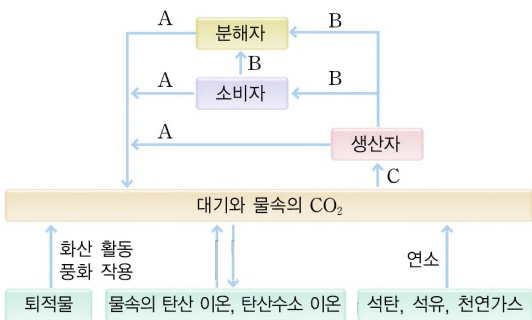 A
분해자
B
B
A
소비자
B
A
생산자
C
대기와 물속의 CO₂
화산 활동
풍화 작용
연소
퇴적물
물속의 탄산 이온, 탄산수소 이온
석탄, 석유, 천연가스